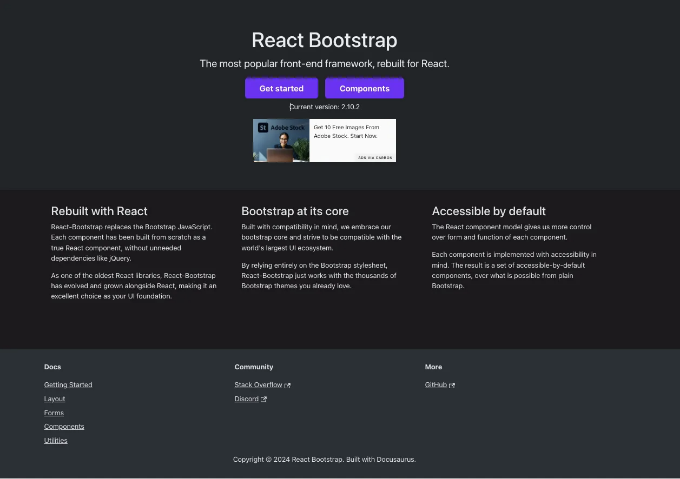 React Bootstrap
The most popular front-end framework, rebuilt for React.
Get started
Components
Current version: 2.10.2
St Adobe Stock
Get 10 Free Images From
Adobe Stock. Start Now.
ADS VIA CARBON
Rebuilt with React
React-Bootstrap replaces the Bootstrap JavaScript.
Each component has been built from scratch as a
true React component, without unneeded
dependencies like jQuery.
As one of the oldest React libraries, React-Bootstrap
has evolved and grown alongside React, making it an
excellent choice as your UI foundation.
Bootstrap at its core
Built with compatibility in mind, we embrace our
bootstrap core and strive to be compatible with the
world's largest UI ecosystem.
By relying entirely on the Bootstrap stylesheet,
React-Bootstrap just works with the thousands of
Bootstrap themes you already love.
Accessible by default
The React component model gives us more control
over form and function of each component.
Each component is implemented with accessibility in
mind. The result is a set of accessible-by-default
components, over what is possible from plain
Bootstrap.
Docs
Getting Started
Layout
Forms
Components
Utilities
Community
Stack Overflow
Discord
More
GitHub
Copyright © 2024 React Bootstrap. Built with Docusaurus.